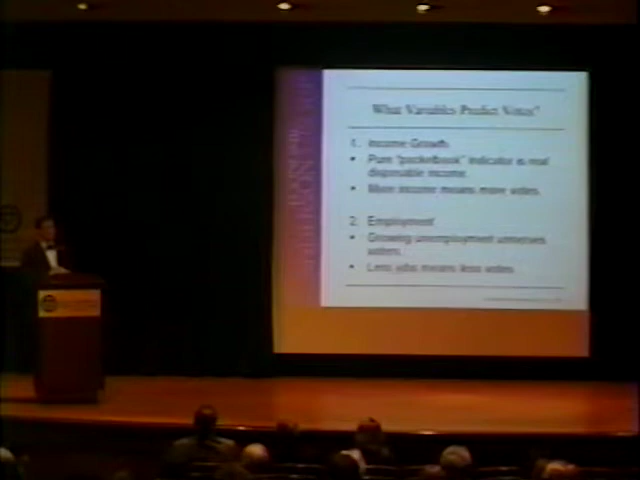 What Variables Predict Votes?
1. Income Growth
• Pure "pocketbook" indicator is real
disposable income.
• More income means more votes.
2. Employment
• Growing unemployment unnerves
voters.
• Less jobs means less votes